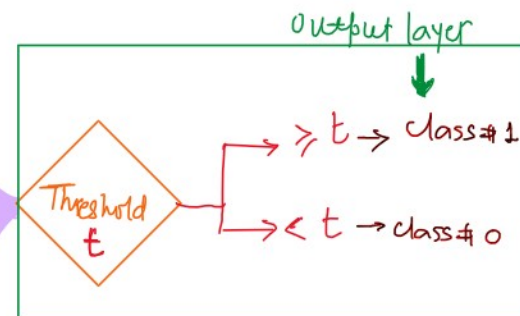 output layer
≥ t → class # 1
Threshold
t
< t → class # 0